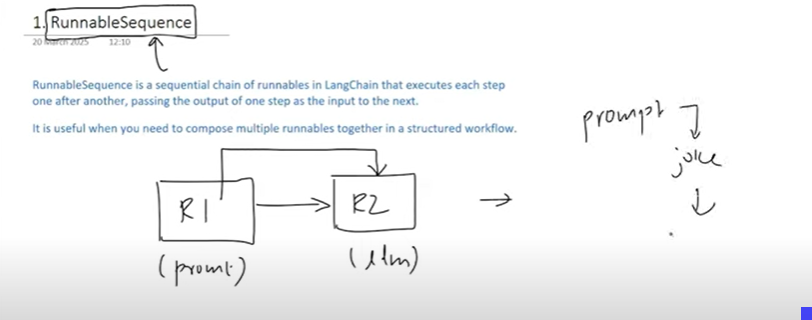 1. RunnableSequence
20 March 2025 12:10
RunnableSequence is a sequential chain of runnables in LangChain that executes each step
one after another, passing the output of one step as the input to the next.
It is useful when you need to compose multiple runnables together in a structured workflow.
prompt
joke
R1
R2
(promt)
(llm)